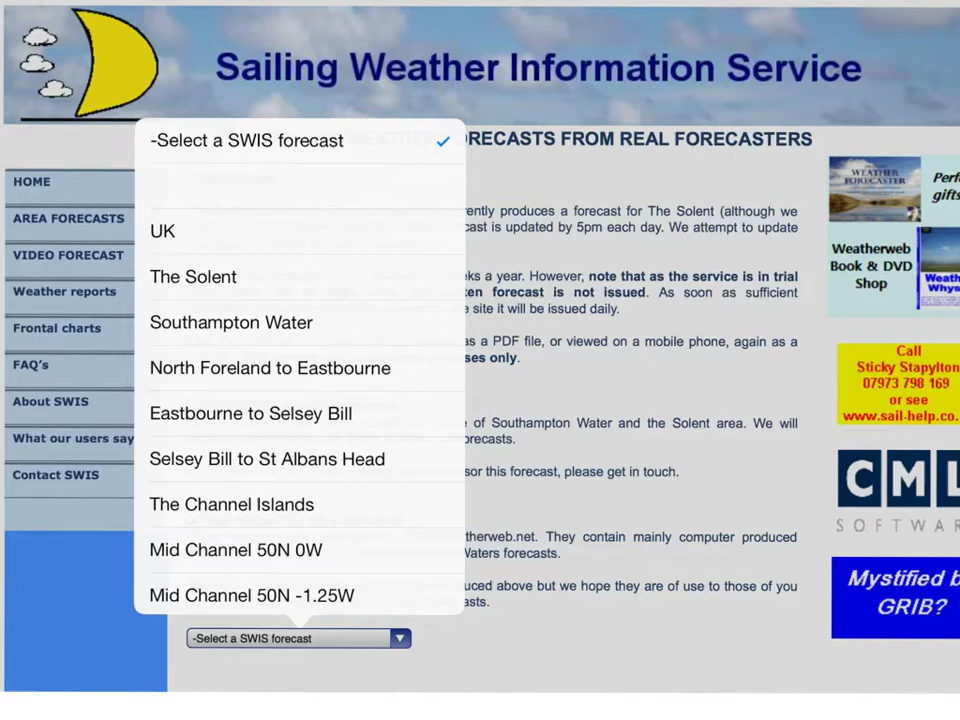 Sailing Weather Information Service
-Select a SWIS forecast
RECASTS FROM REAL FORECASTERS
HOME
AREA FORECASTS
VIDEO FORECAST
Weather reports
Frontal charts
FAQ's
About SWIS
What our users say
Contact SWIS
UK
The Solent
Southampton Water
North Foreland to Eastbourne
Eastbourne to Selsey Bill
Selsey Bill to St Albans Head
The Channel Islands
Mid Channel 50N 0W
Mid Channel 50N -1.25W
ently produces a forecast for The Solent (although we
cast is updated by 5pm each day. We attempt to update
ks a year. However, note that as the service is in trial
ten forecast is not issued. As soon as sufficient
site it will be issued daily.
as a PDF file, or viewed on a mobile phone, again as a
ses only.
of Southampton Water and the Solent area. We will
orecasts.
sor this forecast, please get in touch.
therweb.net. They contain mainly computer produced
Waters forecasts.
uced above but we hope they are of use to those of you
asts.
-Select a SWIS forecast
WEATHER
FORECASTER
Perf
gifts
Weatherweb
Book & DVD
Shop
Weath
Whys
Call
Sticky Stapylton
07973 798 169
or see
www.sail-help.co.
CML
SOFTWAR
Mystified b
GRIB?